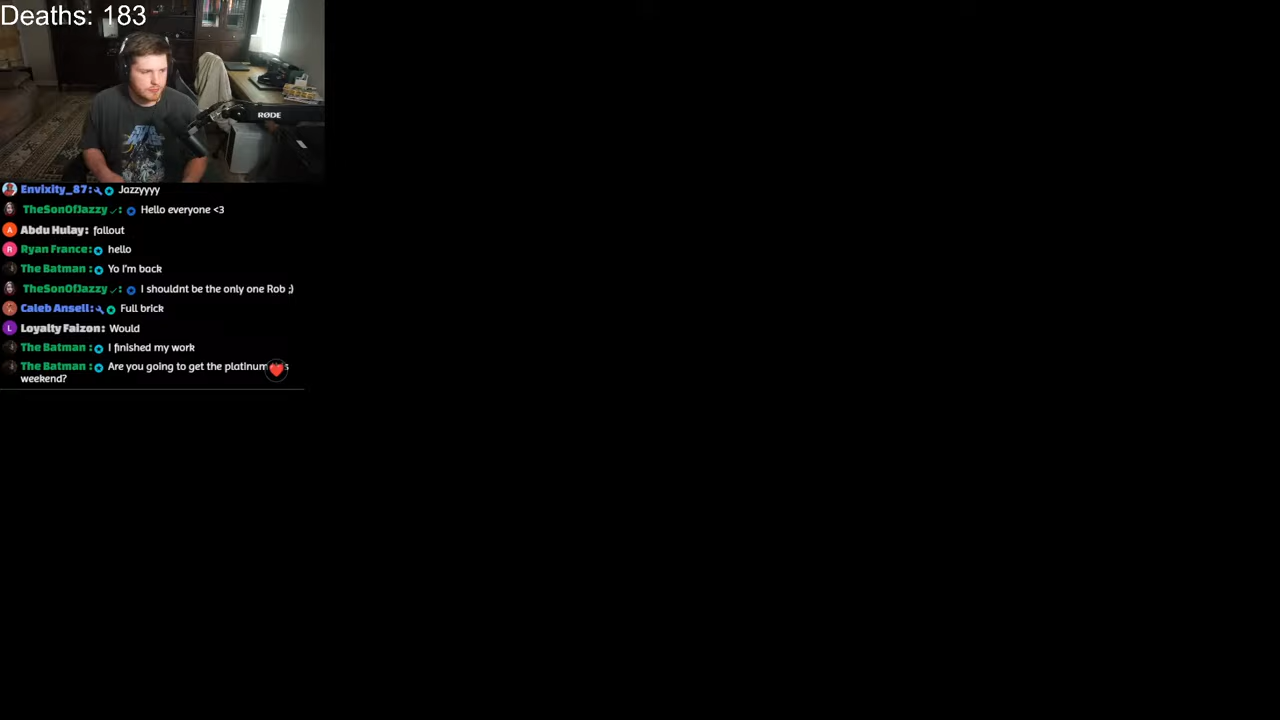 Deaths: 183
RØDE
Envixity_87: Jazzyyyy
TheSonOfJazzy : Hello everyone <3
Abdu Hulay: fallout
Ryan France: hello
The Batman : Yo I'm back
TheSonOfJazzy : I shouldnt be the only one Rob ;)
Caleb Ansell: Full brick
Loyalty Faizon: Would
The Batman : I finished my work
The Batman : Are you going to get the platinum
weekend?